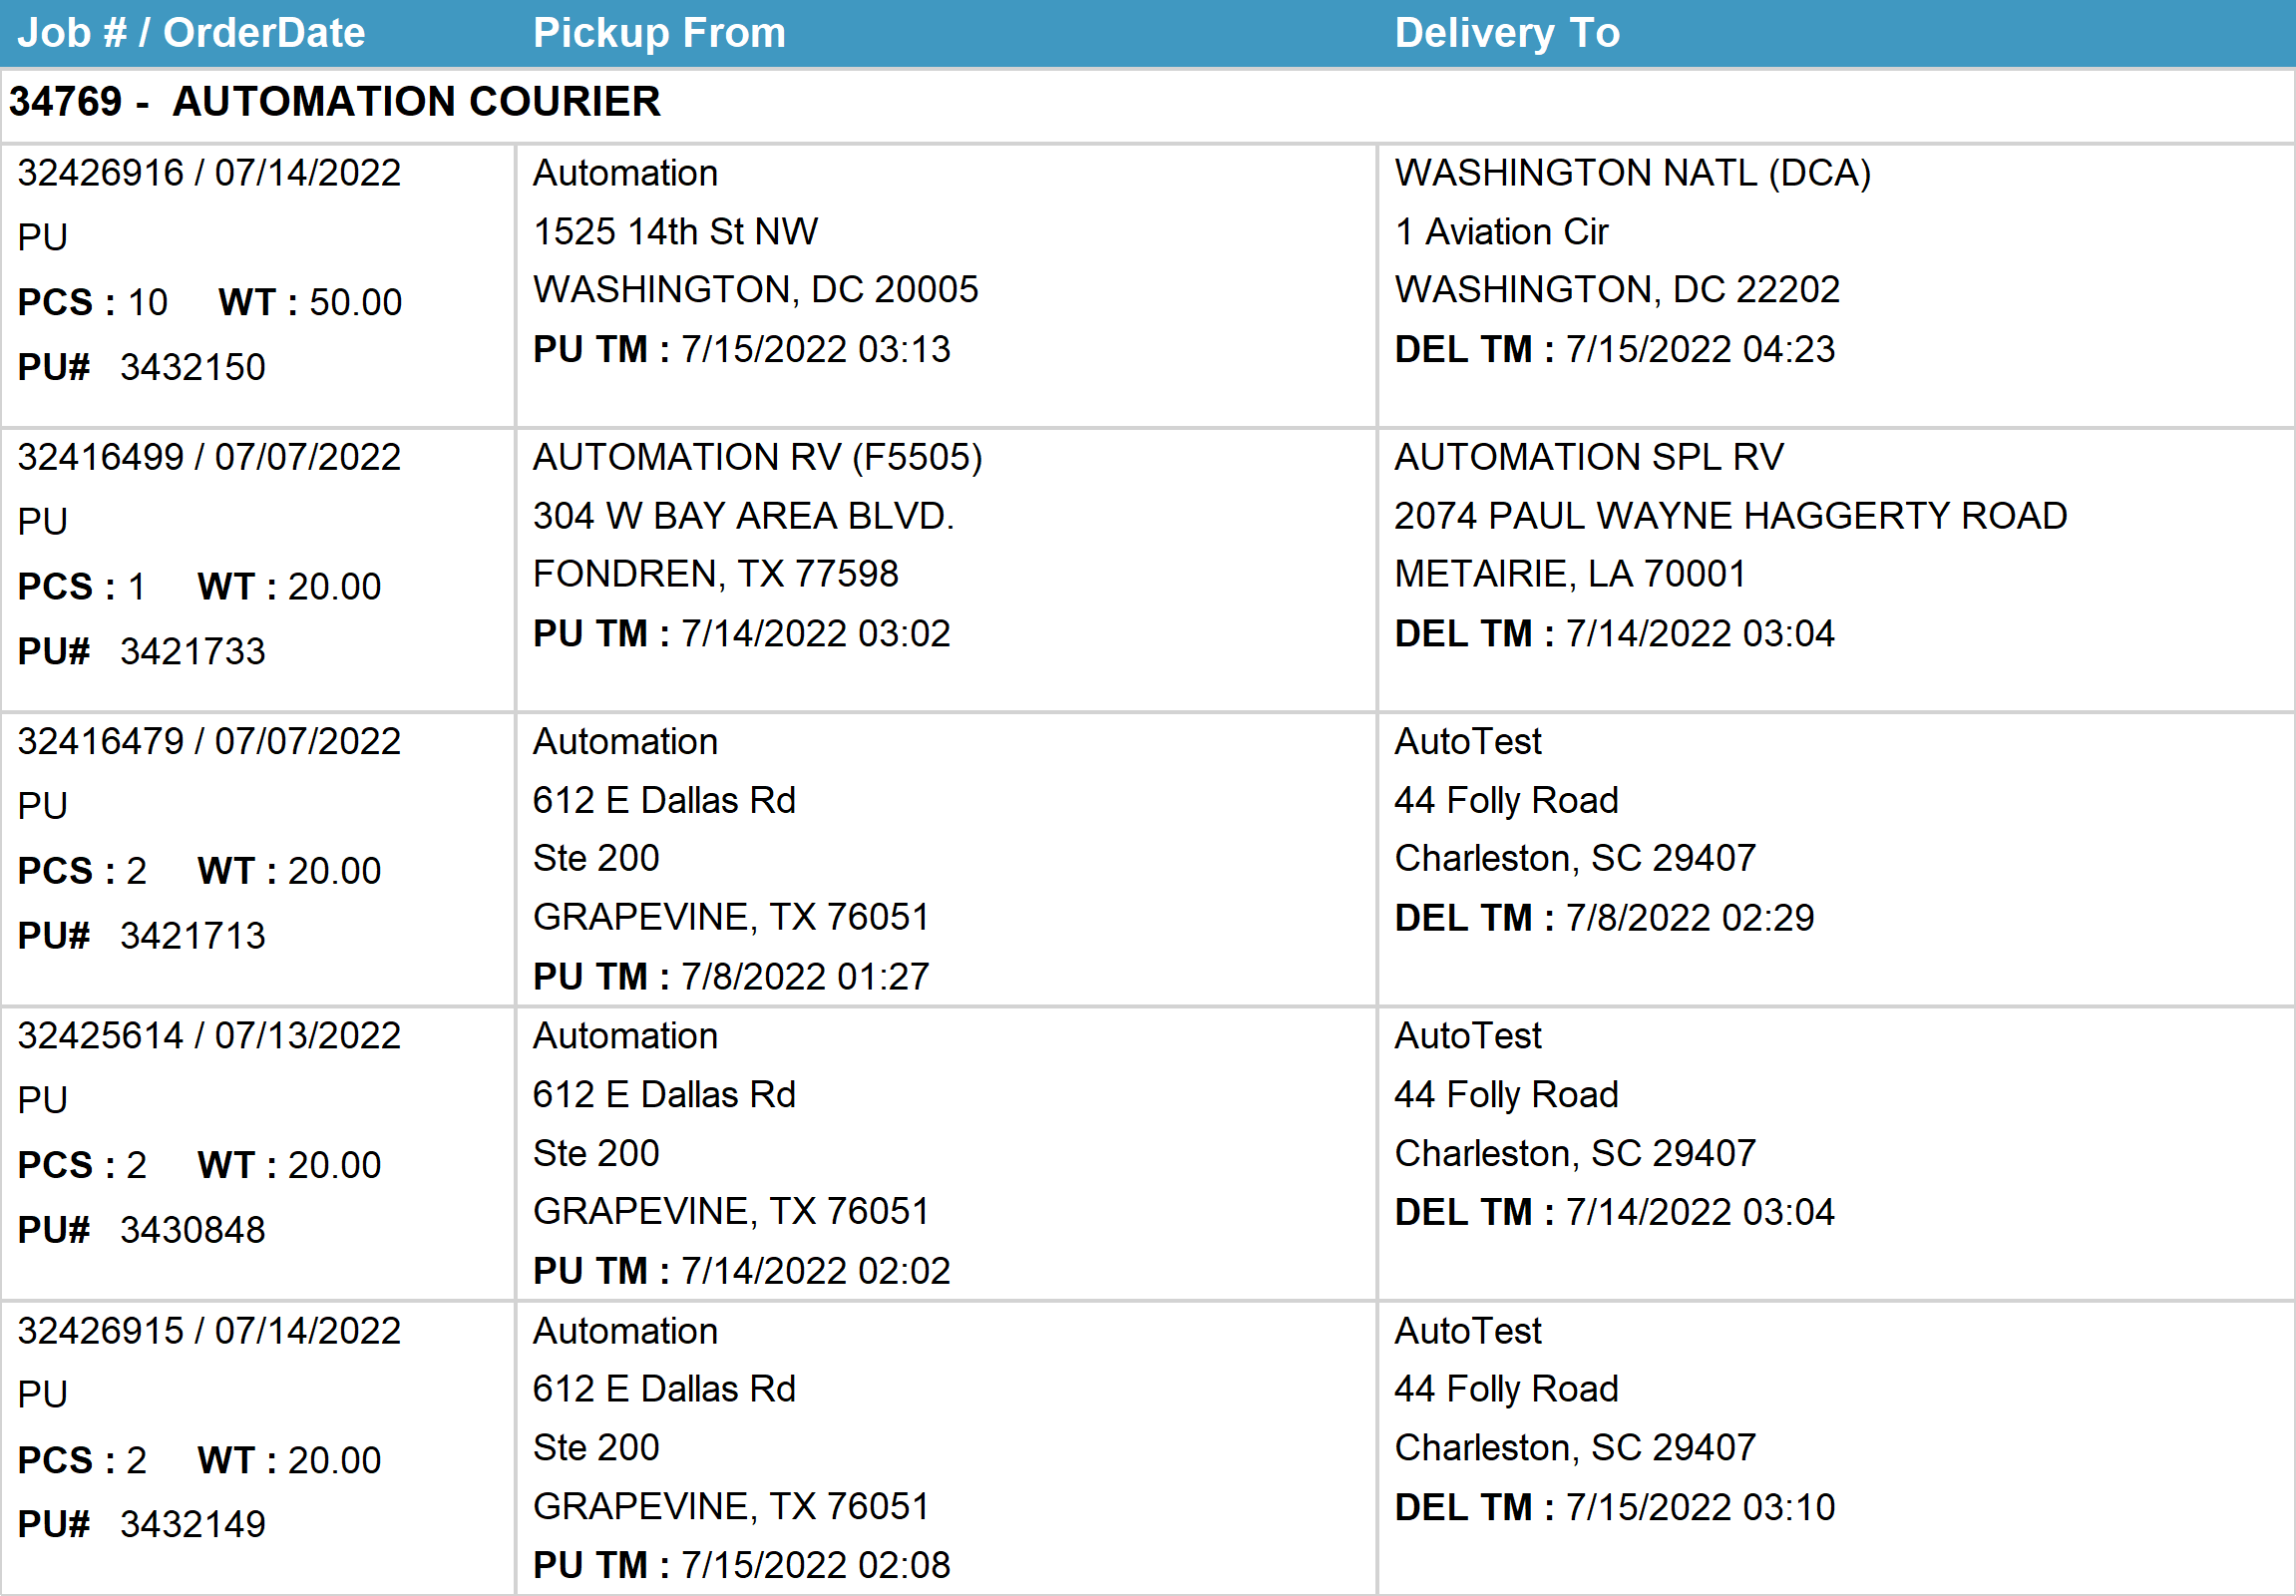 Job # / OrderDate Pickup From Delivery To
34769 - AUTOMATION COURIER
32426916 / 07/14/2022
PU
PCS : 10 WT : 50.00
PU# 3432150
Automation
1525 14th St NW
WASHINGTON, DC 20005
PU TM : 7/15/2022 03:13
WASHINGTON NATL (DCA)
1 Aviation Cir
WASHINGTON, DC 22202
DEL TM : 7/15/2022 04:23
32416499 / 07/07/2022
PU
PCS : 1 WT : 20.00
PU# 3421733
AUTOMATION RV (F5505)
304 W BAY AREA BLVD.
FONDREN, TX 77598
PU TM : 7/14/2022 03:02
AUTOMATION SPL RV
2074 PAUL WAYNE HAGGERTY ROAD
METAIRIE, LA 70001
DEL TM : 7/14/2022 03:04
32416479 / 07/07/2022
PU
PCS : 2 WT : 20.00
PU# 3421713
Automation
612 E Dallas Rd
Ste 200
GRAPEVINE, TX 76051
PU TM : 7/8/2022 01:27
AutoTest
44 Folly Road
Charleston, SC 29407
DEL TM : 7/8/2022 02:29
32425614 / 07/13/2022
PU
PCS : 2 WT : 20.00
PU# 3430848
Automation
612 E Dallas Rd
Ste 200
GRAPEVINE, TX 76051
PU TM : 7/14/2022 02:02
AutoTest
44 Folly Road
Charleston, SC 29407
DEL TM : 7/14/2022 03:04
32426915 / 07/14/2022
PU
PCS : 2 WT : 20.00
PU# 3432149
Automation
612 E Dallas Rd
Ste 200
GRAPEVINE, TX 76051
PU TM : 7/15/2022 02:08
AutoTest
44 Folly Road
Charleston, SC 29407
DEL TM : 7/15/2022 03:10